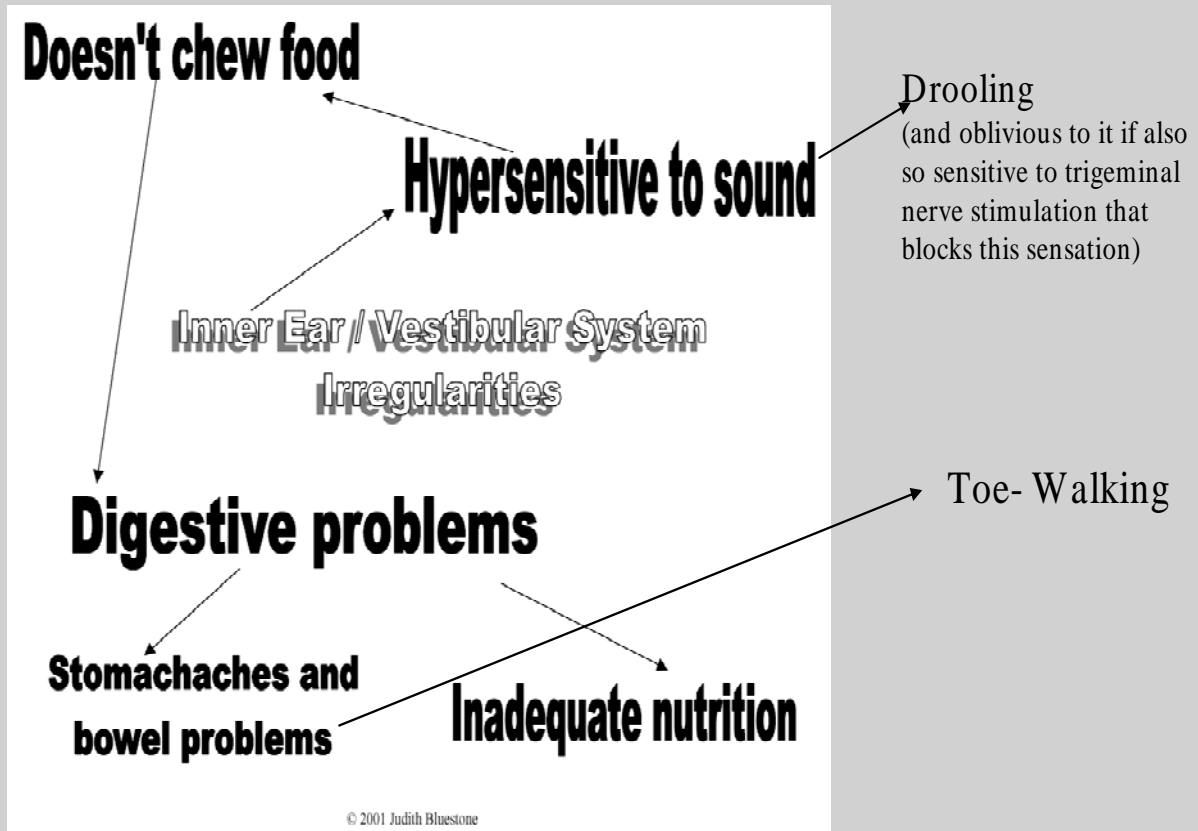 Doesn't chew food
Drooling
(and oblivious to it if also
so sensitive to trigeminal
nerve stimulation that
blocks this sensation)
Hypersensitive to sound
Inner Ear / Vestibular System
Irregularities
Toe- Walking
Digestive problems
Stomachaches and
bowel problems
Inadequate nutrition
© 2001 Judith Bluestone